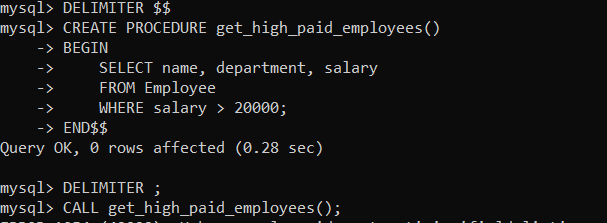 mysql> DELIMITER $$
mysql> CREATE PROCEDURE get_high_paid_employees()
    -> BEGIN
    ->     SELECT name, department, salary
    ->     FROM Employee
    ->     WHERE salary > 20000;
    -> END$$
Query OK, 0 rows affected (0.28 sec)
mysql> DELIMITER ;
mysql> CALL get_high_paid_employees();